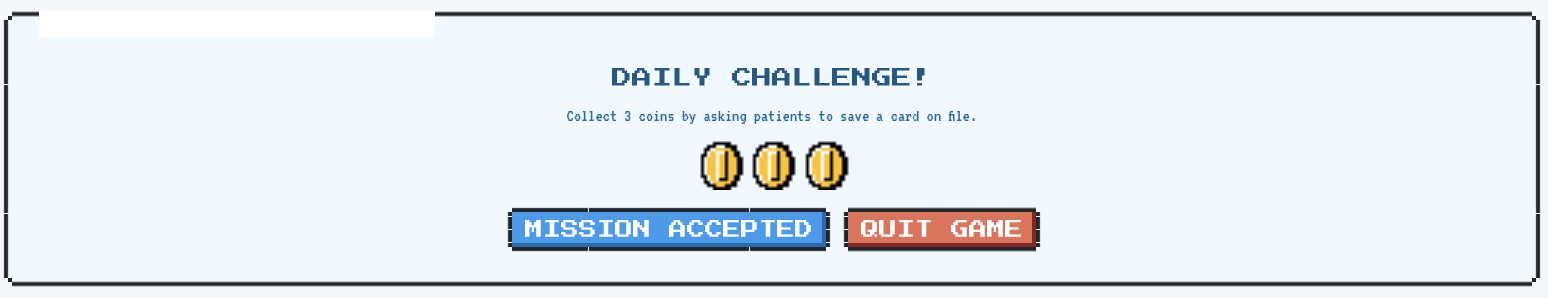 DAILY CHALLENGE!
Collect 3 coins by asking patients to save a card on file.
MISSION ACCEPTED
QUIT GAME